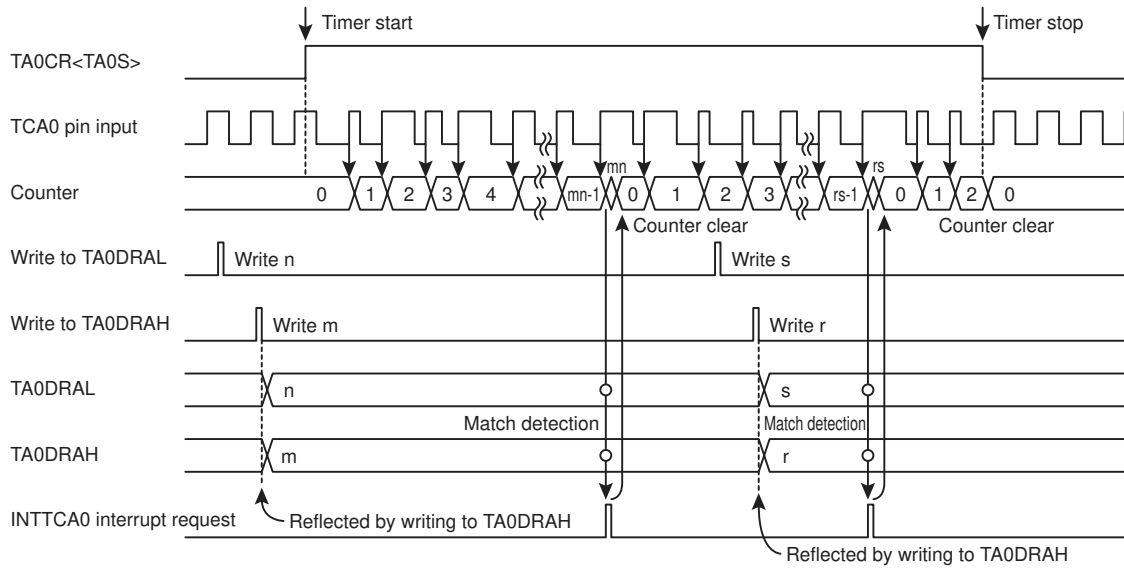 Timer start
Timer stop
TA0CR<TA0S>
TCA0 pin input
mn
rs
Counter
0 1 2 3 4 mn-1 0 1 2 3 rs-1 0 1 2 0
Counter clear
Counter clear
Write to TA0DRAL
Write n
Write s
Write to TA0DRAH
Write m
Write r
TA0DRAL
n
s
Match detection
Match detection
TA0DRAH
m
r
INTTCA0 interrupt request
Reflected by writing to TA0DRAH
Reflected by writing to TA0DRAH